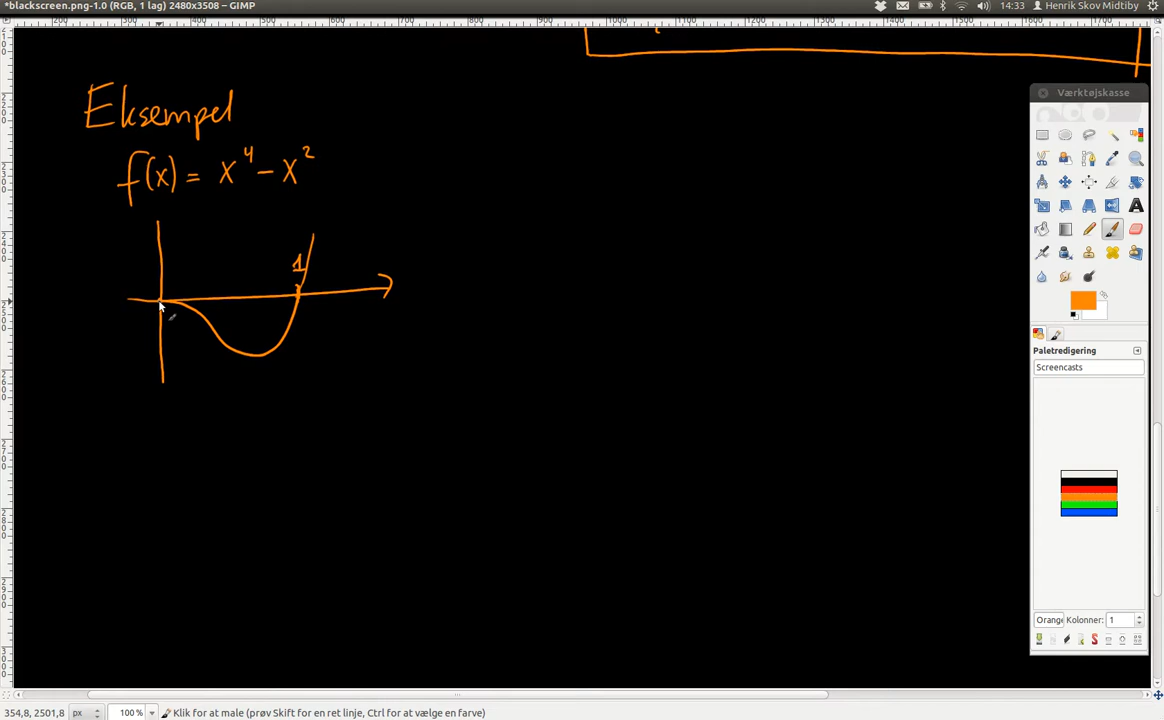 *blackscreen.png-1.0 (RGB, 1 lag) 2480x3508 – GIMP
14:33 Henrik Skov Midtiby
Eksempel
f(x) = x⁴ - x²
1
Værktøjskasse
Paletredigering
Screencasts
Orange Kolonner: 1
354,8, 2501,8 px 100% Klik for at male (prøv Skift for en ret linje, Ctrl for at vælge en farve)